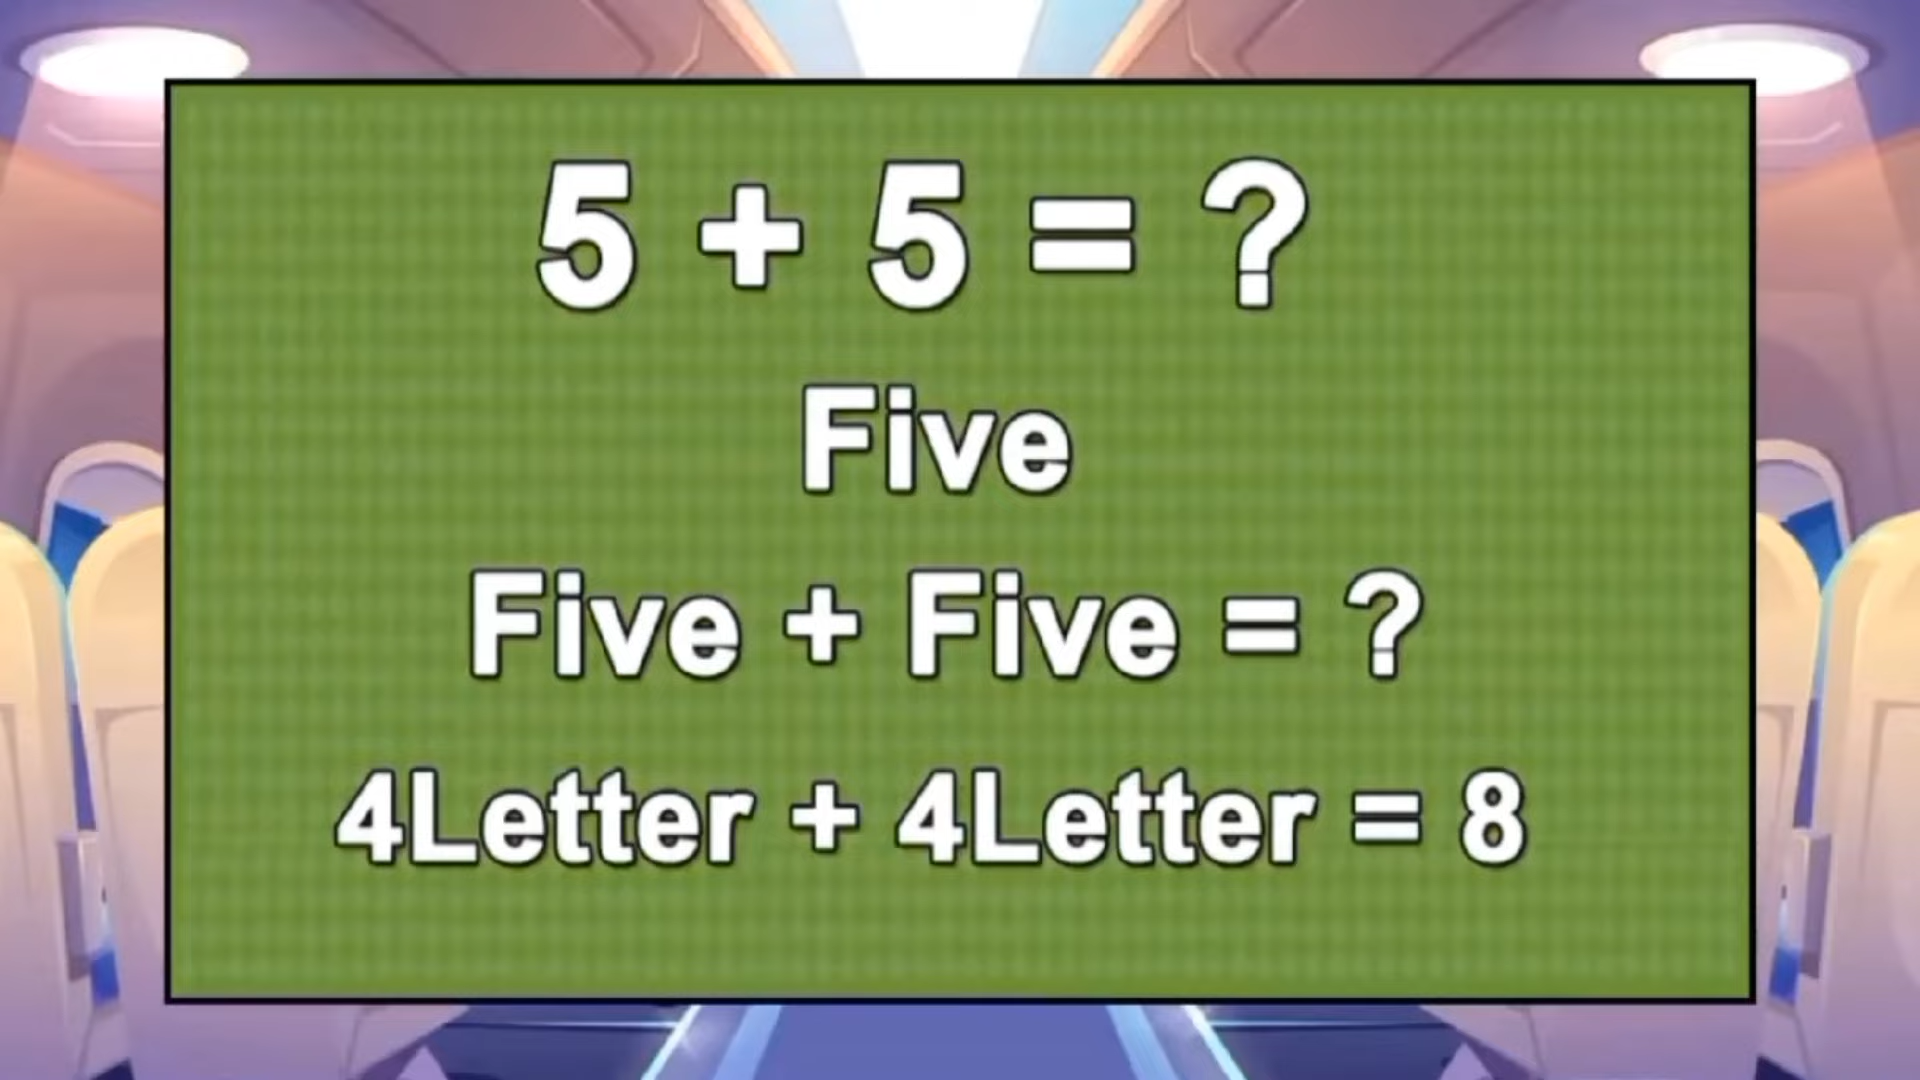 5 + 5 = ?
Five
Five + Five = ?
4Letter + 4Letter = 8